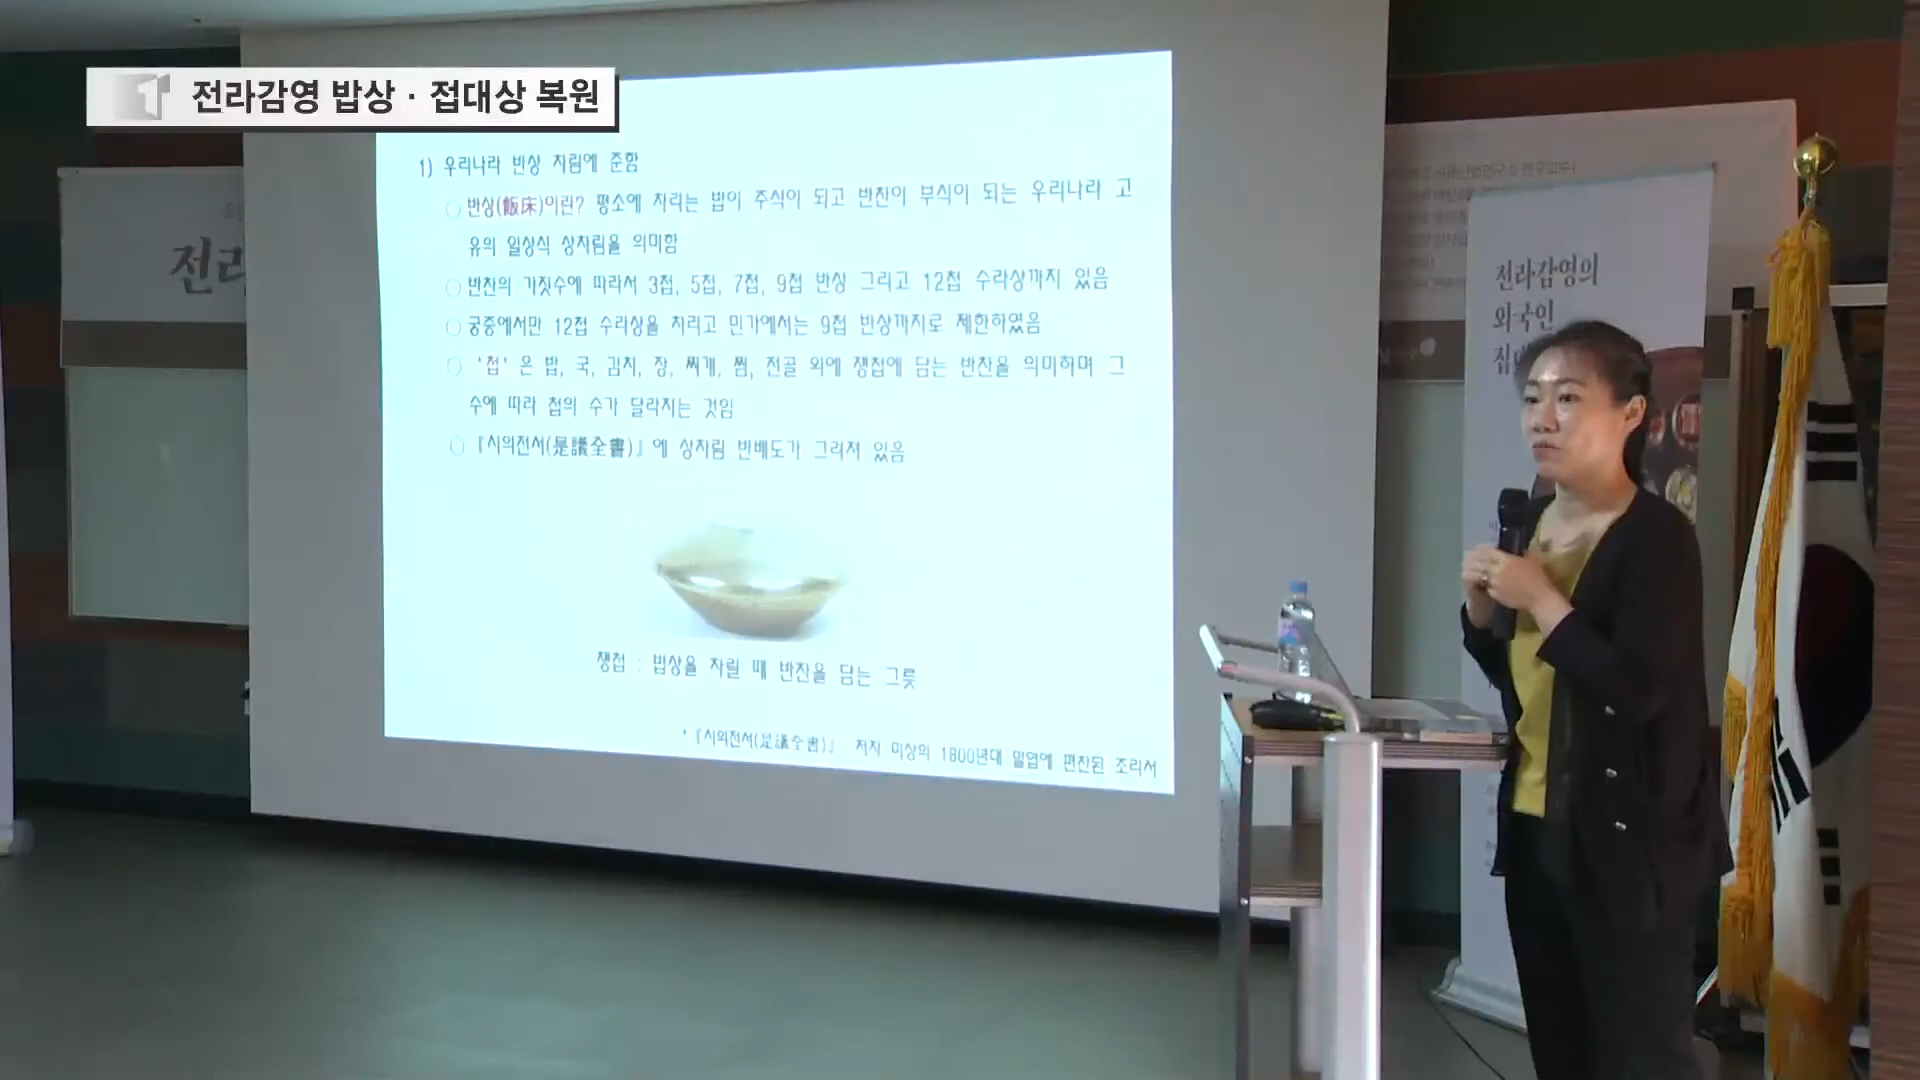 전라감영 밥상 · 접대상 복원
1) 우리나라 반상 차림에 준함
○ 반상(飯床)이란? 평소에 차리는 밥이 주식이 되고 반찬이 부식이 되는 우리나라 고
유의 일상식 상차림을 의미함
○ 반찬의 가짓수에 따라서 3첩, 5첩, 7첩, 9첩 반상 그리고 12첩 수라상까지 있음
○ 궁중에서만 12첩 수라상을 차리고 민가에서는 9첩 반상까지로 제한하였음
○ '첩' 은 밥, 국, 김치, 장, 찌개, 찜, 전골 외에 쟁첩에 담는 반찬을 의미하며 그
수에 따라 첩의 수가 달라지는 것임
○ 『시의전서(是議全書)』에 상차림 반배도가 그려져 있음
쟁첩 : 밥상을 차릴 때 반찬을 담는 그릇
* 『시의전서(是議全書)』 저자 미상의 1800년대 말엽에 편찬된 조리서
전라
전라감영의
외국인